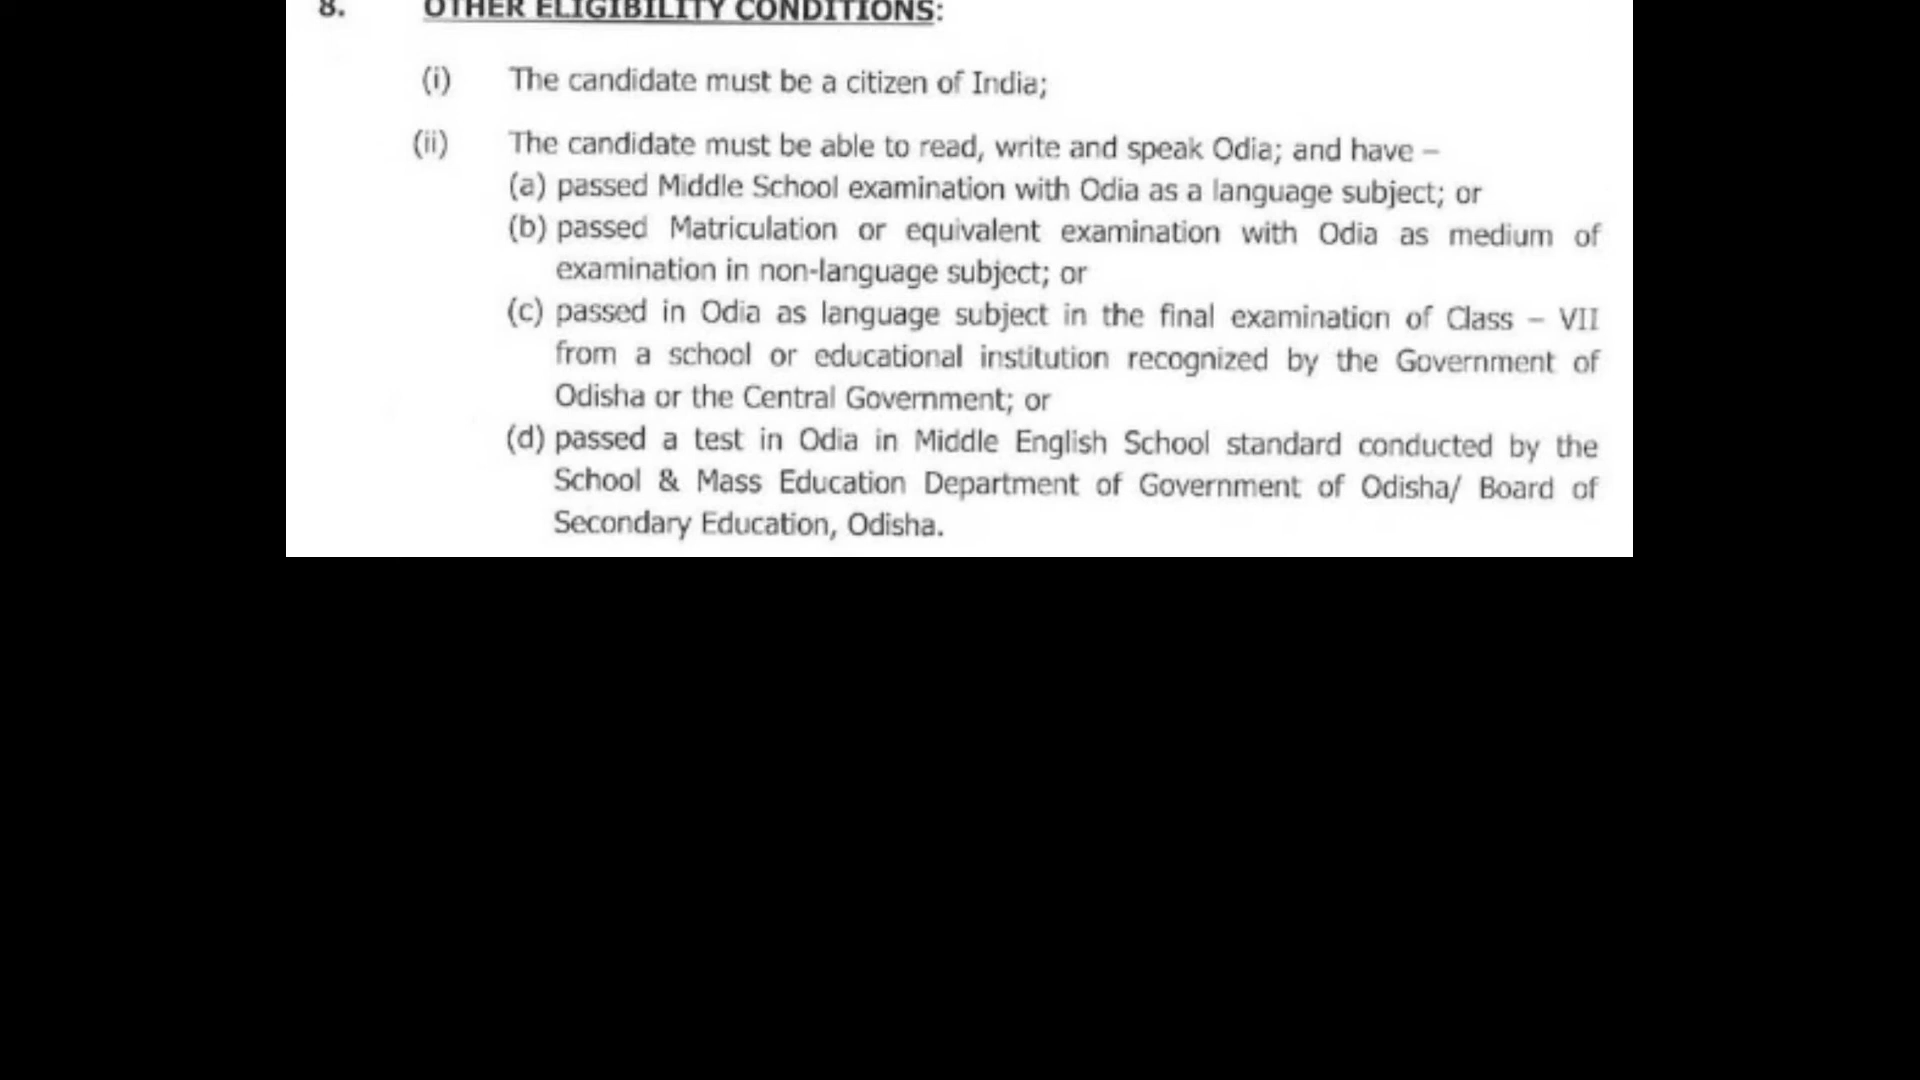 8. OTHER ELIGIBILITY CONDITIONS:
(i) The candidate must be a citizen of India;
(ii) The candidate must be able to read, write and speak Odia; and have –
(a) passed Middle School examination with Odia as a language subject; or
(b) passed Matriculation or equivalent examination with Odia as medium of
examination in non-language subject; or
(c) passed in Odia as language subject in the final examination of Class – VII
from a school or educational institution recognized by the Government of
Odisha or the Central Government; or
(d) passed a test in Odia in Middle English School standard conducted by the
School & Mass Education Department of Government of Odisha/ Board of
Secondary Education, Odisha.